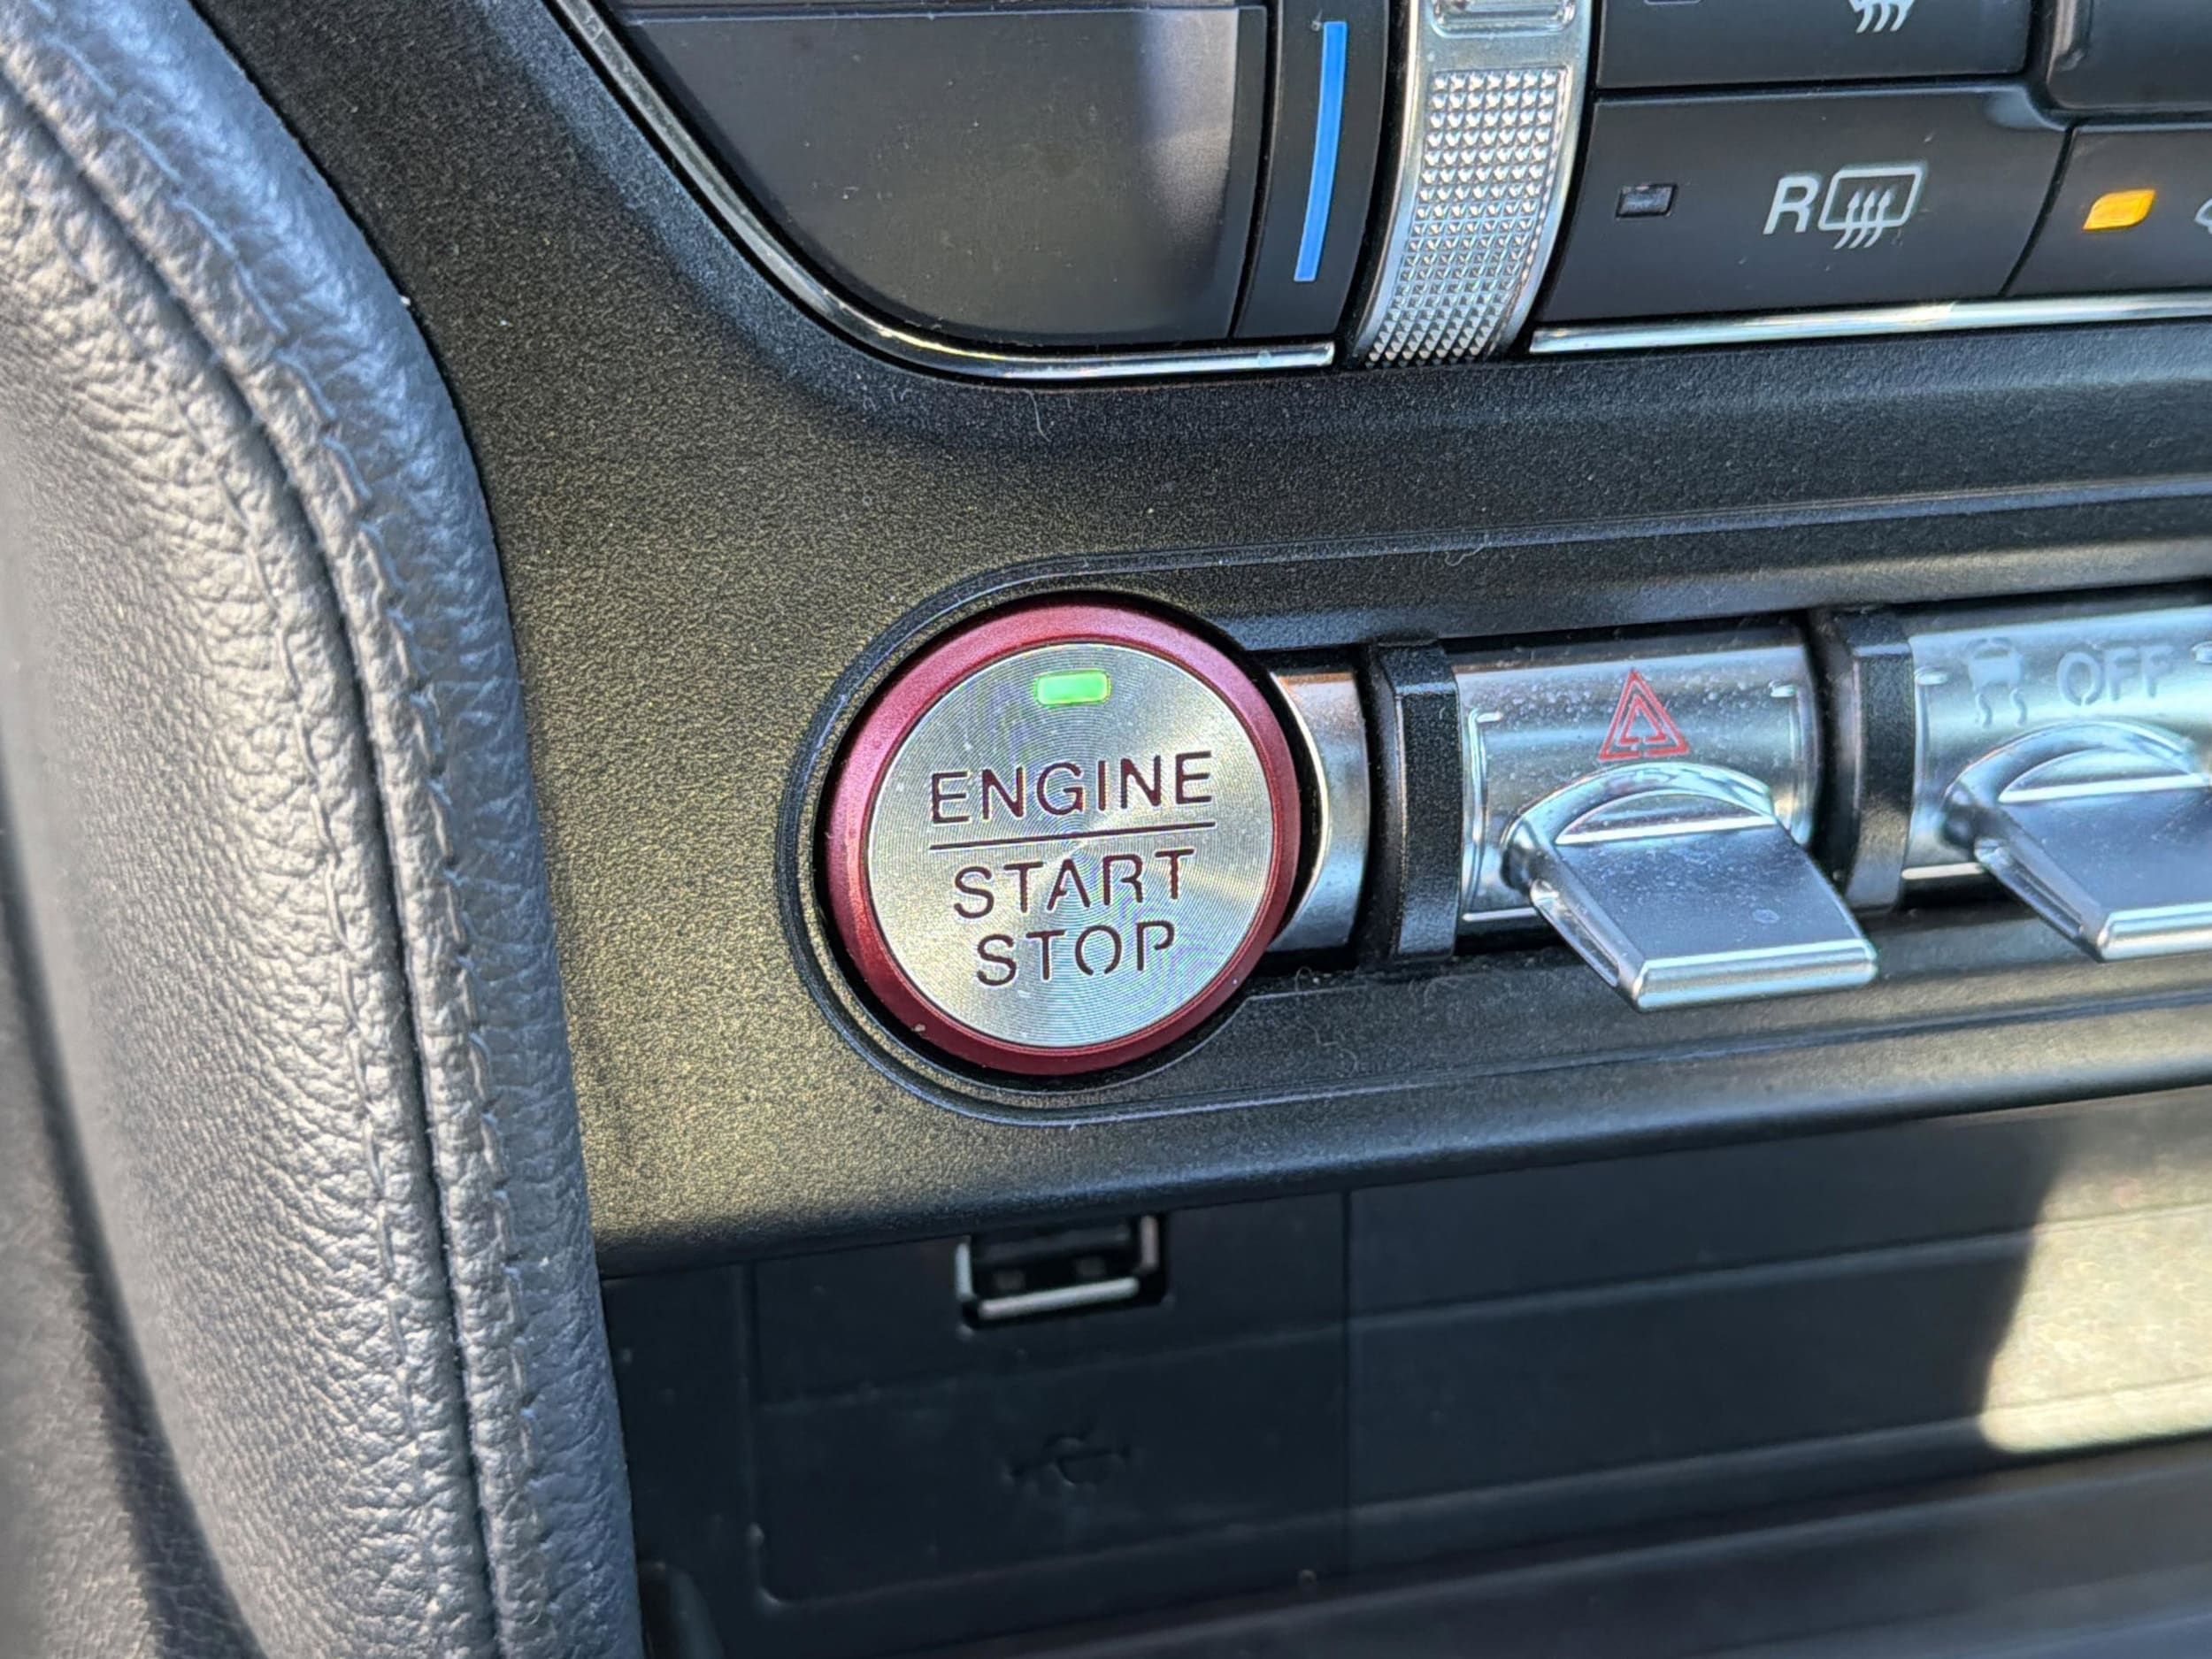 R
ENGINE
START
STOP
OFF